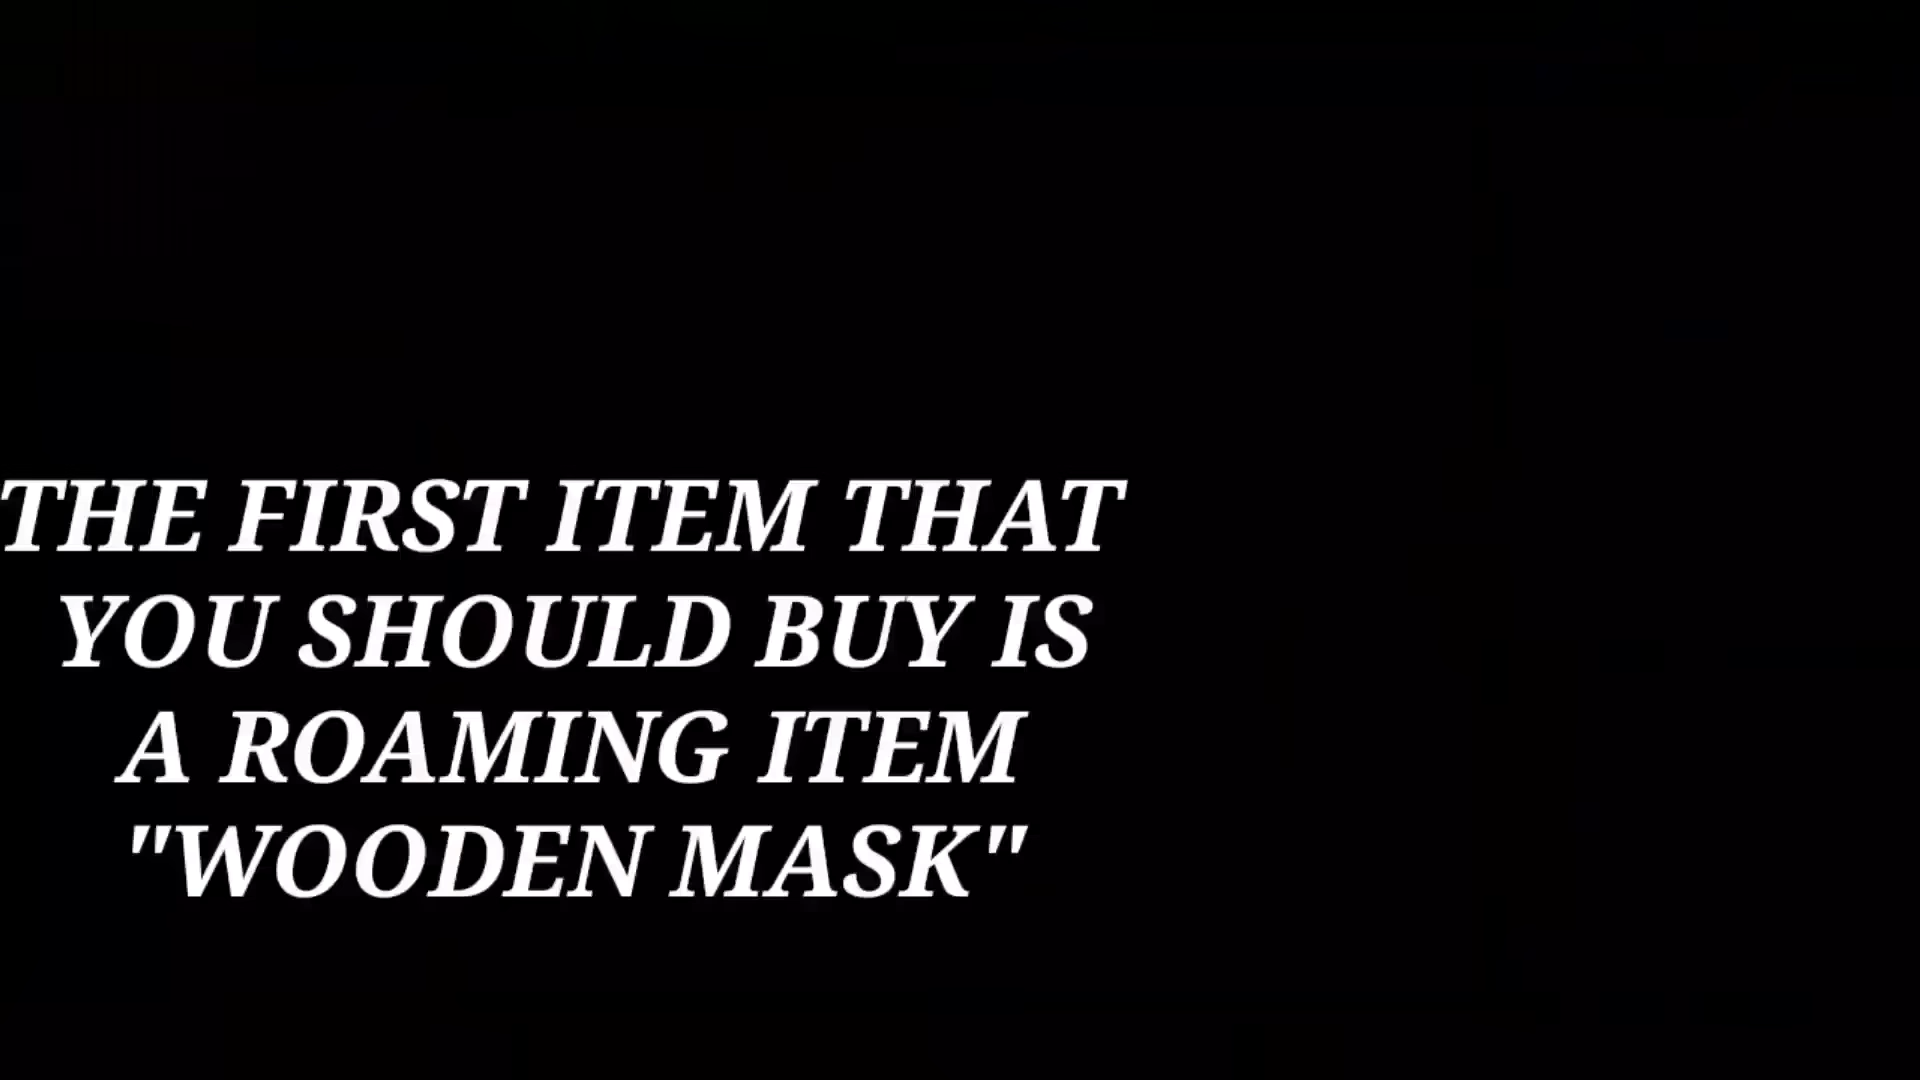 THE FIRST ITEM THAT
YOU SHOULD BUY IS
A ROAMING ITEM
"WOODEN MASK"